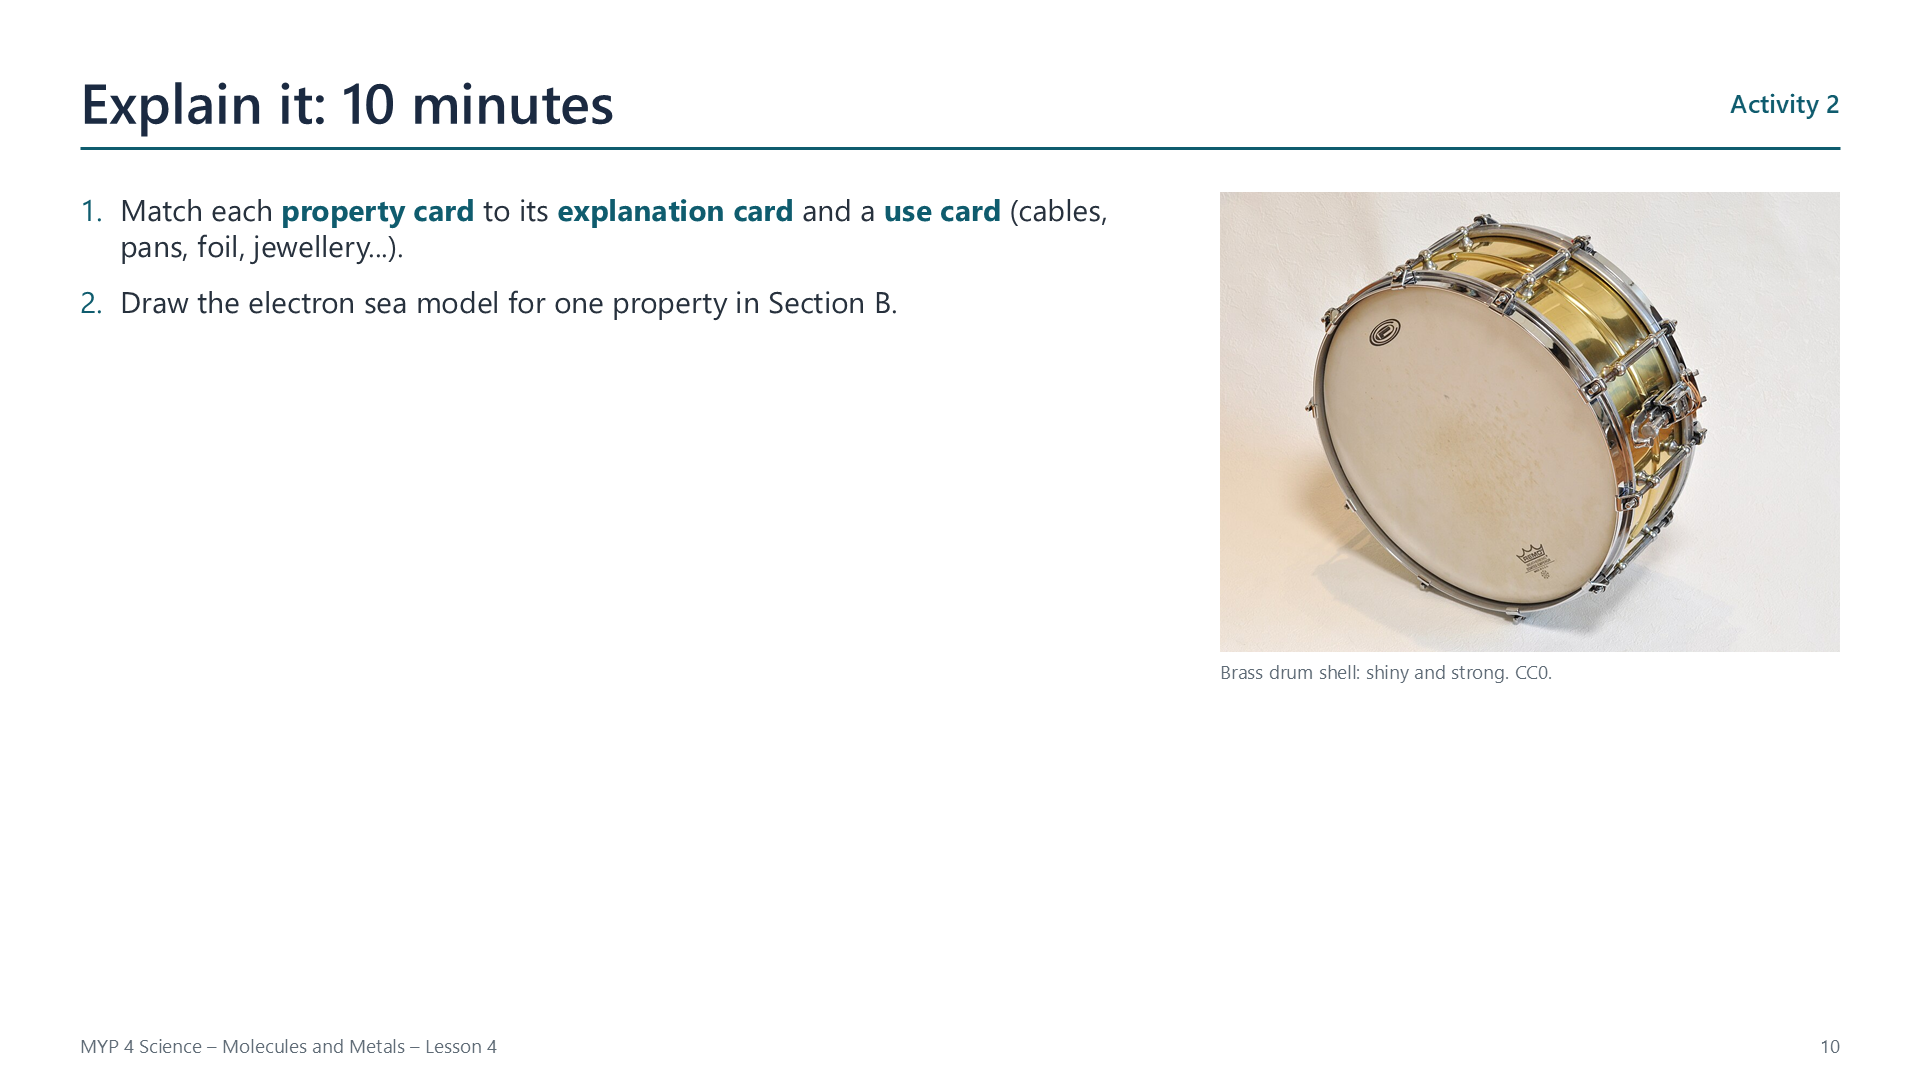 Explain it: 10 minutes
Activity 2
1. Match each property card to its explanation card and a use card (cables,
pans, foil, jewellery...).
2. Draw the electron sea model for one property in Section B.
REMO
Brass drum shell: shiny and strong. CC0.
MYP 4 Science – Molecules and Metals – Lesson 4
10